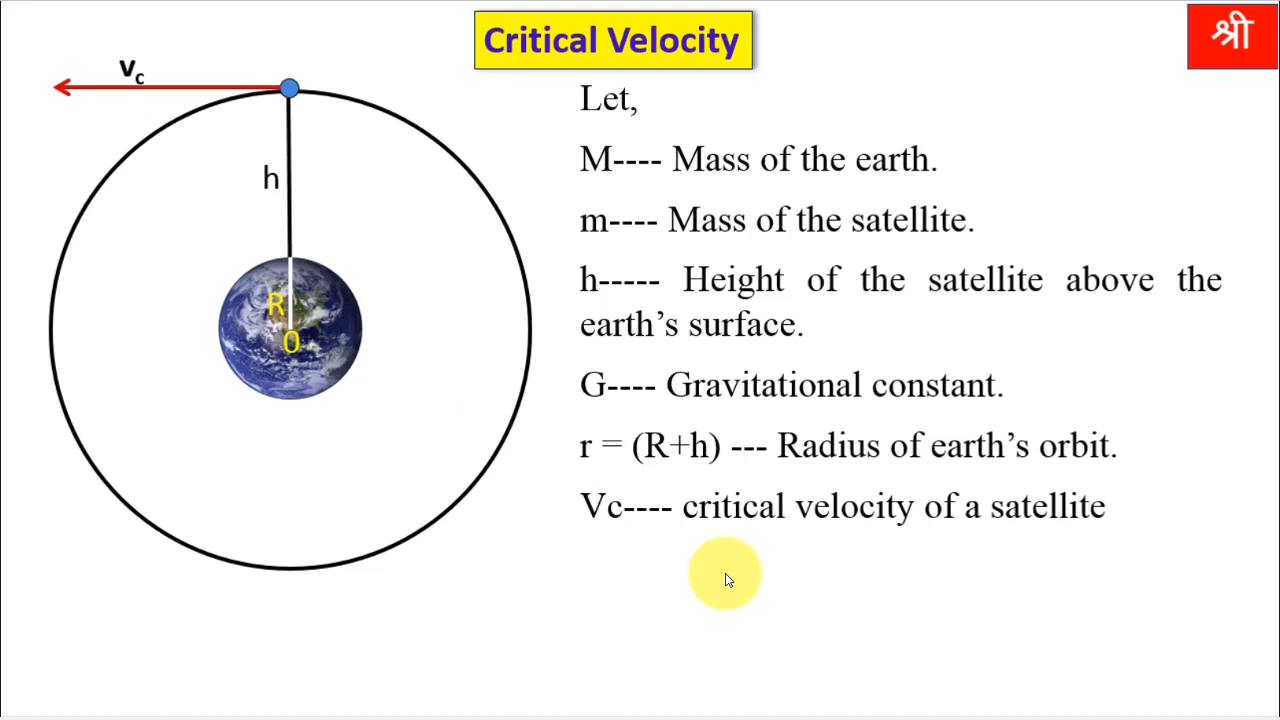 Critical Velocity
श्री
vc
h
R
O
Let,
M---- Mass of the earth.
m---- Mass of the satellite.
h----- Height of the satellite above the
earth’s surface.
G---- Gravitational constant.
r = (R+h) --- Radius of earth’s orbit.
Vc---- critical velocity of a satellite